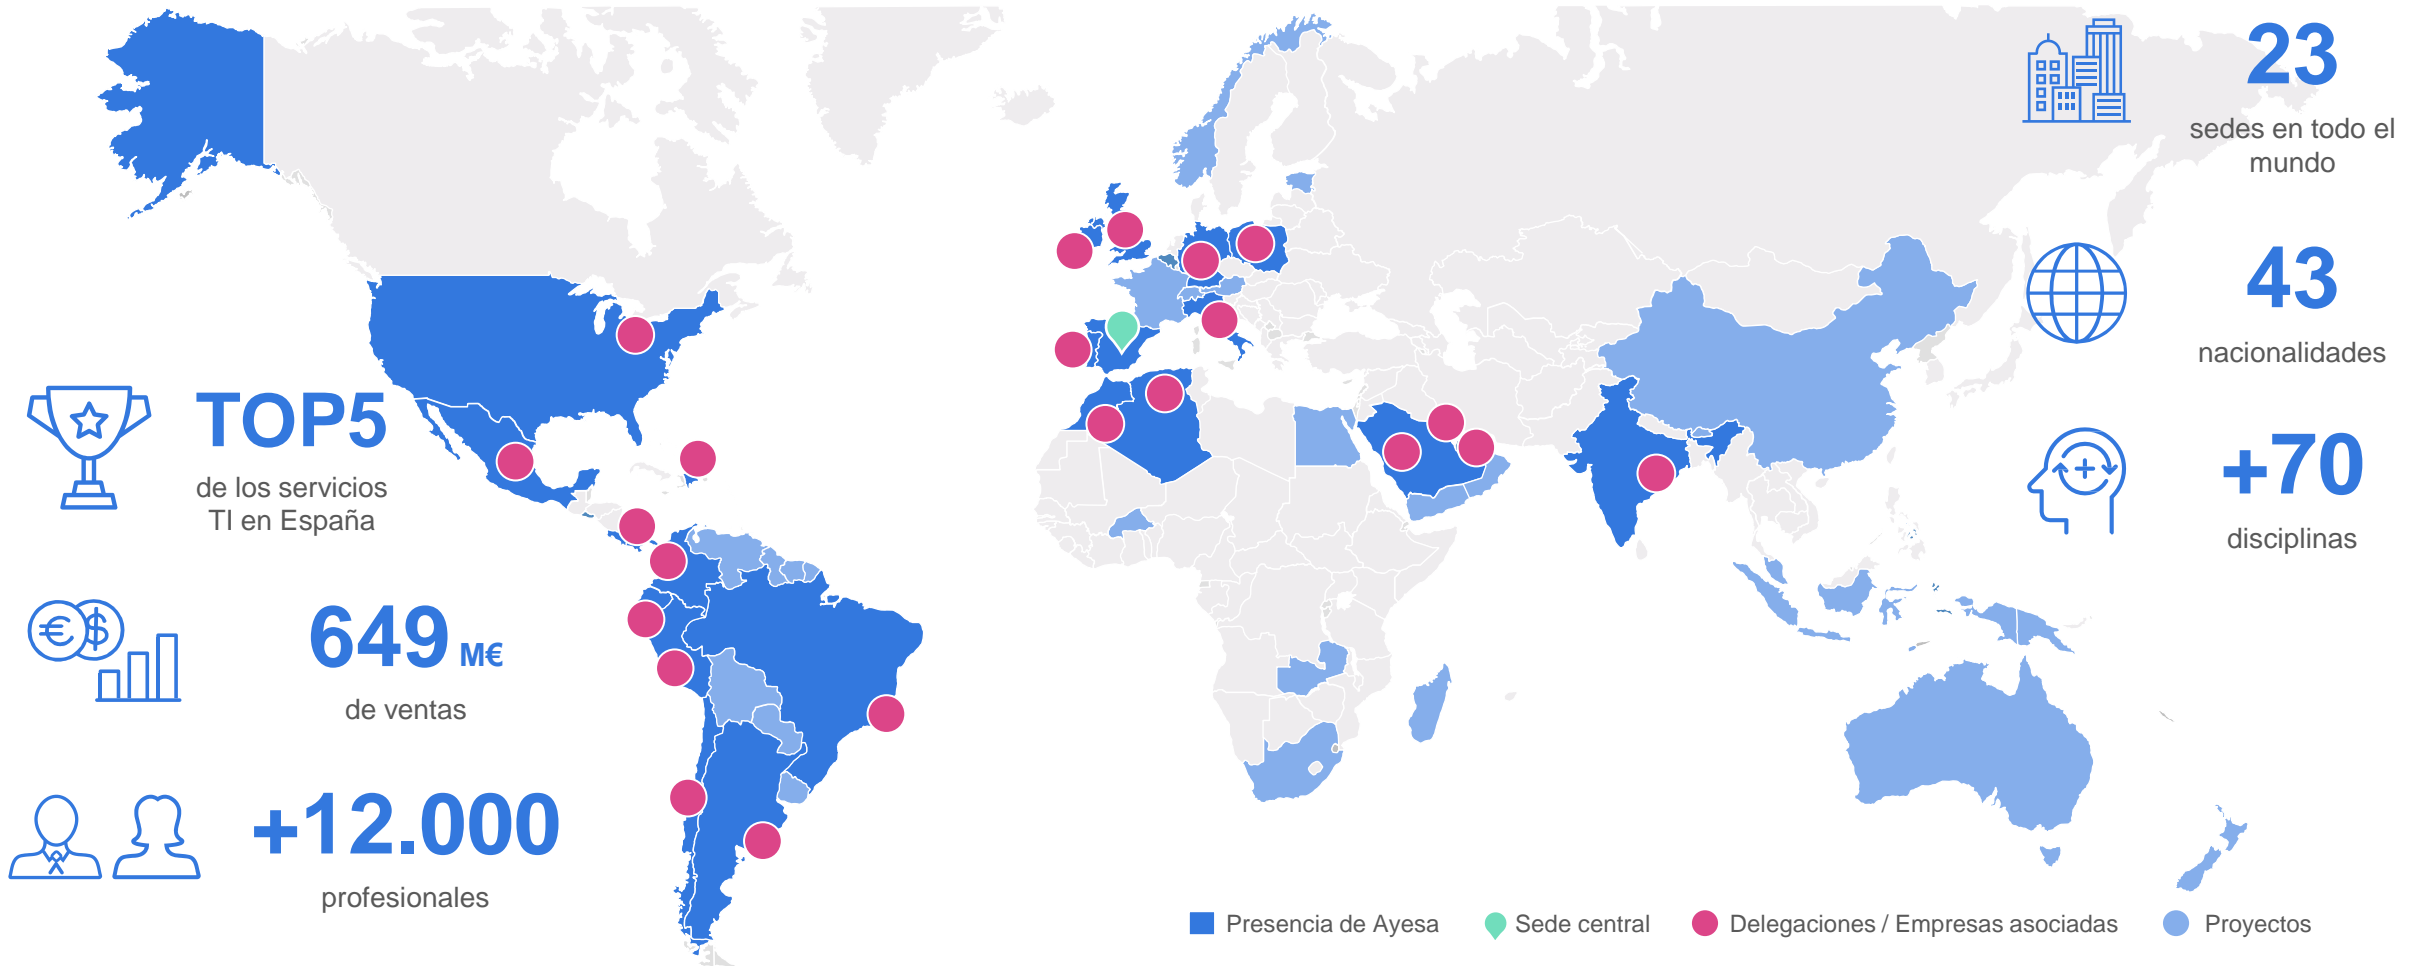 TOP5
de los servicios
TI en España
649 M€
de ventas
+12.000
profesionales
23
sedes en todo el
mundo
43
nacionalidades
+70
disciplinas
Presencia de Ayesa
Sede central
Delegaciones / Empresas asociadas
Proyectos